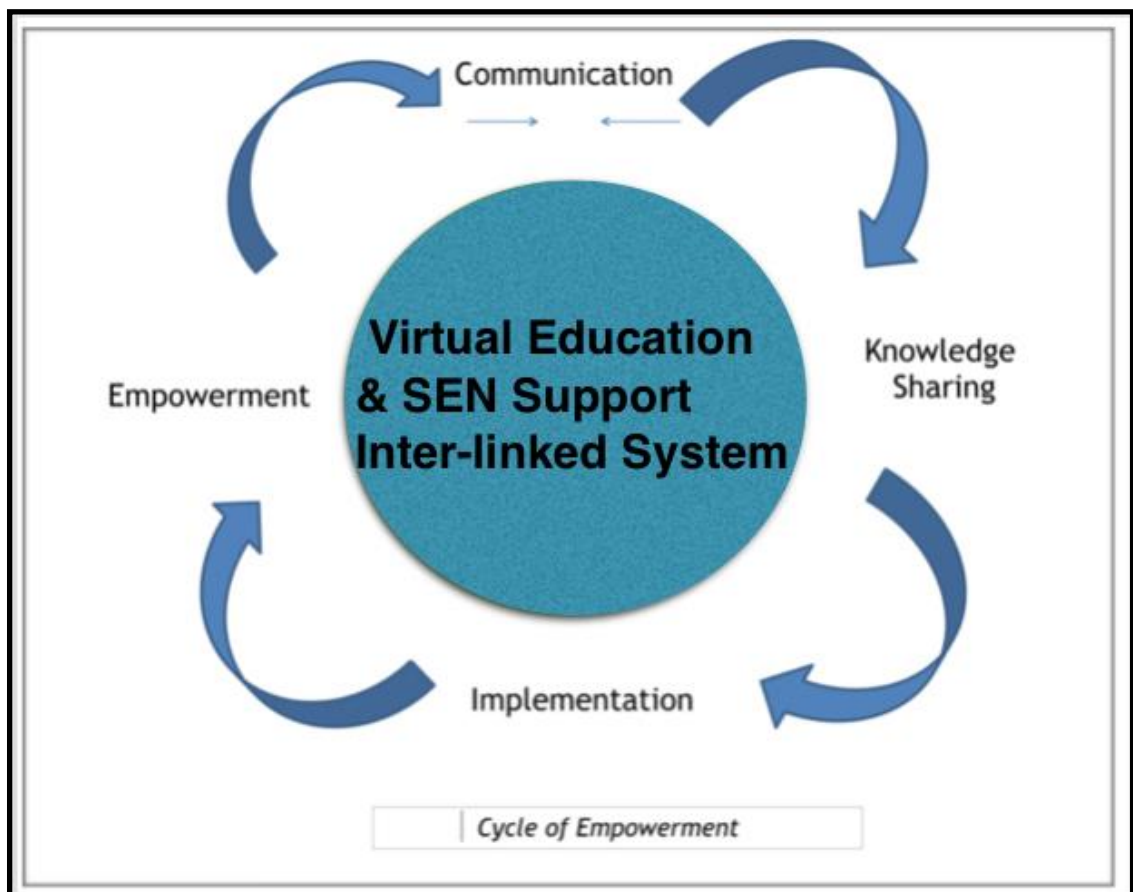 Communication
Virtual Education
& SEN Support
Inter-linked System
Knowledge
Sharing
Empowerment
Implementation
Cycle of Empowerment